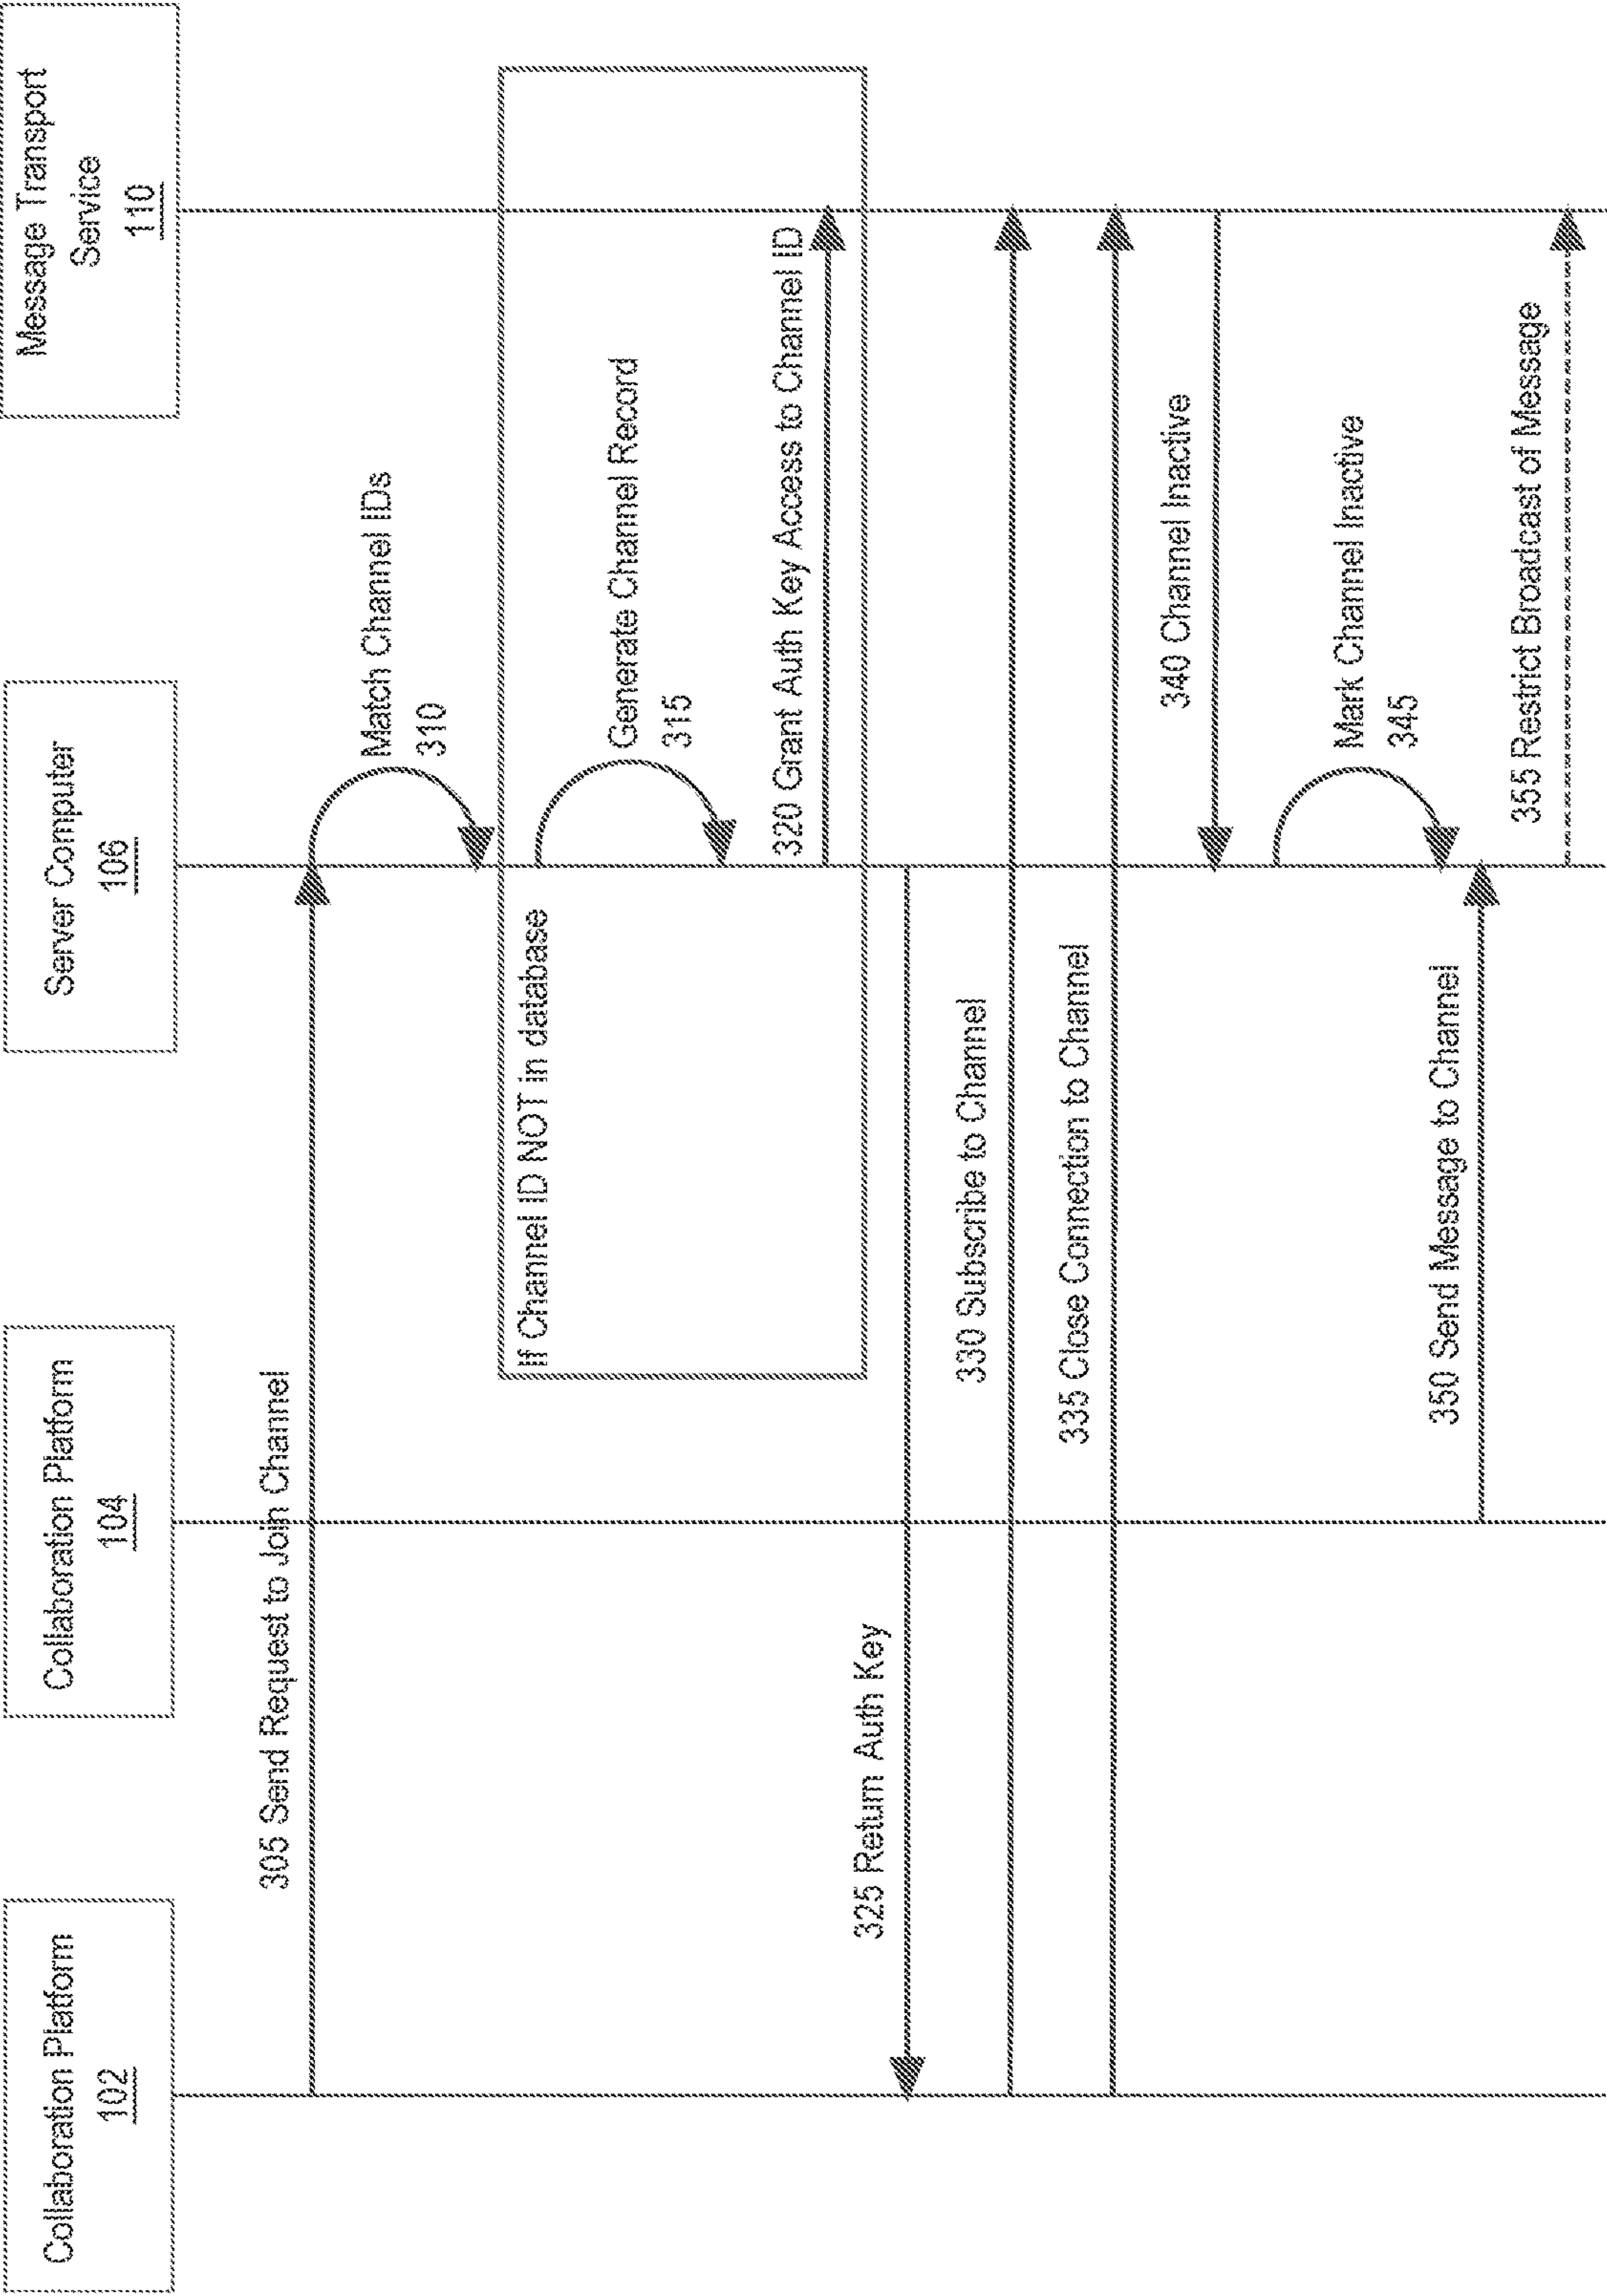 Collaboration Platform
102
Collaboration Platform
104
Server Computer
106
Message Transport
Service
110
305 Send Request to Join Channel
Match Channel IDs
310
If Channel ID NOT in database
Generate Channel Record
315
320 Grant Auth Key Access to Channel ID
325 Return Auth Key
330 Subscribe to Channel
335 Close Connection to Channel
340 Channel Inactive
Mark Channel Inactive
345
350 Send Message to Channel
355 Restrict Broadcast of Message